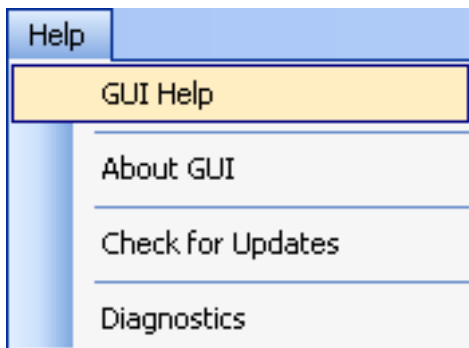 Help
GUI Help
About GUI
Check for Updates
Diagnostics